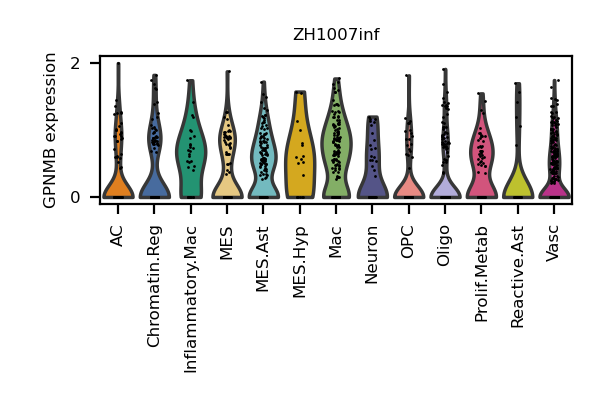 ZH1007inf
GPNMB expression
2
0
AC
Chromatin.Reg
Inflammatory.Mac
MES
MES.Ast
MES.Hyp
Mac
Neuron
OPC
Oligo
Prolif.Metab
Reactive.Ast
Vasc